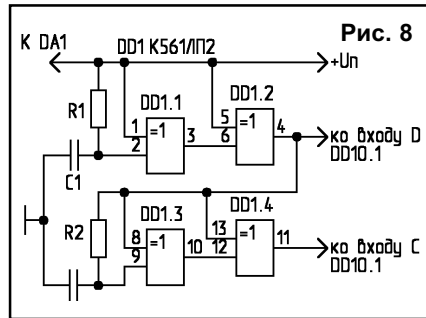 К DA1
DD1 К561ЛП2
Рис. 8
+Uп
R1
DD1.1
DD1.2
1
=1
2
3
5
=1
6
4
ко входу D
DD10.1
C1
R2
DD1.3
DD1.4
8
=1
9
10
13
=1
12
11
ко входу C
DD10.1